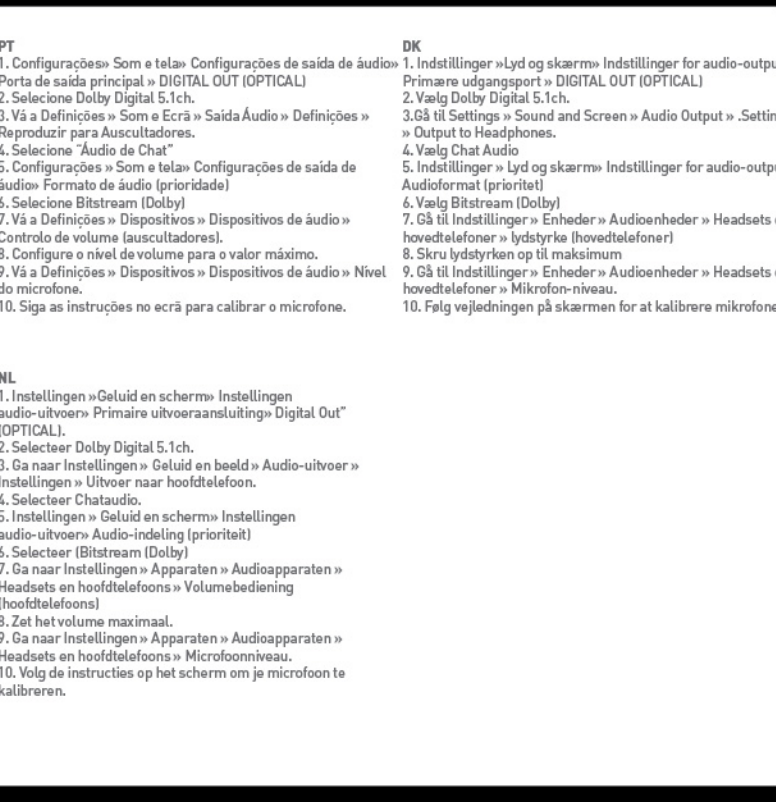 PT
1. Configurações» Som e tela» Configurações de saída de áudio»
Porta de saída principal » DIGITAL OUT (OPTICAL)
2. Selecione Dolby Digital 5.1ch.
3. Vá a Definições » Som e Ecrã » Saída Áudio » Definições »
Reproduzir para Auscultadores.
4. Selecione "Áudio de Chat"
5. Configurações » Som e tela» Configurações de saída de
áudio» Formato de áudio (prioridade)
6. Selecione Bitstream (Dolby)
7. Vá a Definições » Dispositivos » Dispositivos de áudio »
Controlo de volume (auscultadores).
8. Configure o nível de volume para o valor máximo.
9. Vá a Definições » Dispositivos » Dispositivos de áudio » Nível
do microfone.
10. Siga as instruções no ecrã para calibrar o microfone.
DK
1. Indstillinger »Lyd og skærm» Indstillinger for audio-outpu
Primære udgangsport » DIGITAL OUT (OPTICAL)
2. Vælg Dolby Digital 5.1ch.
3.Gå til Settings » Sound and Screen » Audio Output » .Settin
» Output to Headphones.
4. Vælg Chat Audio
5. Indstillinger » Lyd og skærm» Indstillinger for audio-outpu
Audioformat (prioritet)
6. Vælg Bitstream (Dolby)
7. Gå til Indstillinger » Enheder » Audioenheder » Headsets
hovedtelefoner » lydstyrke (hovedtelefoner)
8. Skru lydstyrken op til maksimum
9. Gå til Indstillinger » Enheder » Audioenheder » Headsets
hovedtelefoner » Mikrofon-niveau.
10. Følg vejledningen på skærmen for at kalibrere mikrofone
NL
1. Instellingen »Geluid en scherm» Instellingen
audio-uitvoer» Primaire uitvoeraansluiting» Digital Out"
(OPTICAL).
2. Selecteer Dolby Digital 5.1ch.
3. Ga naar Instellingen » Geluid en beeld » Audio-uitvoer »
Instellingen » Uitvoer naar hoofdtelefoon.
4. Selecteer Chataudio.
5. Instellingen » Geluid en scherm» Instellingen
audio-uitvoer» Audio-indeling (prioriteit)
6. Selecteer (Bitstream (Dolby)
7. Ga naar Instellingen » Apparaten » Audioapparaten »
Headsets en hoofdtelefoons » Volumebediening
(hoofdtelefoons)
8. Zet het volume maximaal.
9. Ga naar Instellingen » Apparaten » Audioapparaten »
Headsets en hoofdtelefoons » Microfoonniveau.
10. Volg de instructies op het scherm om je microfoon te
kalibreren.